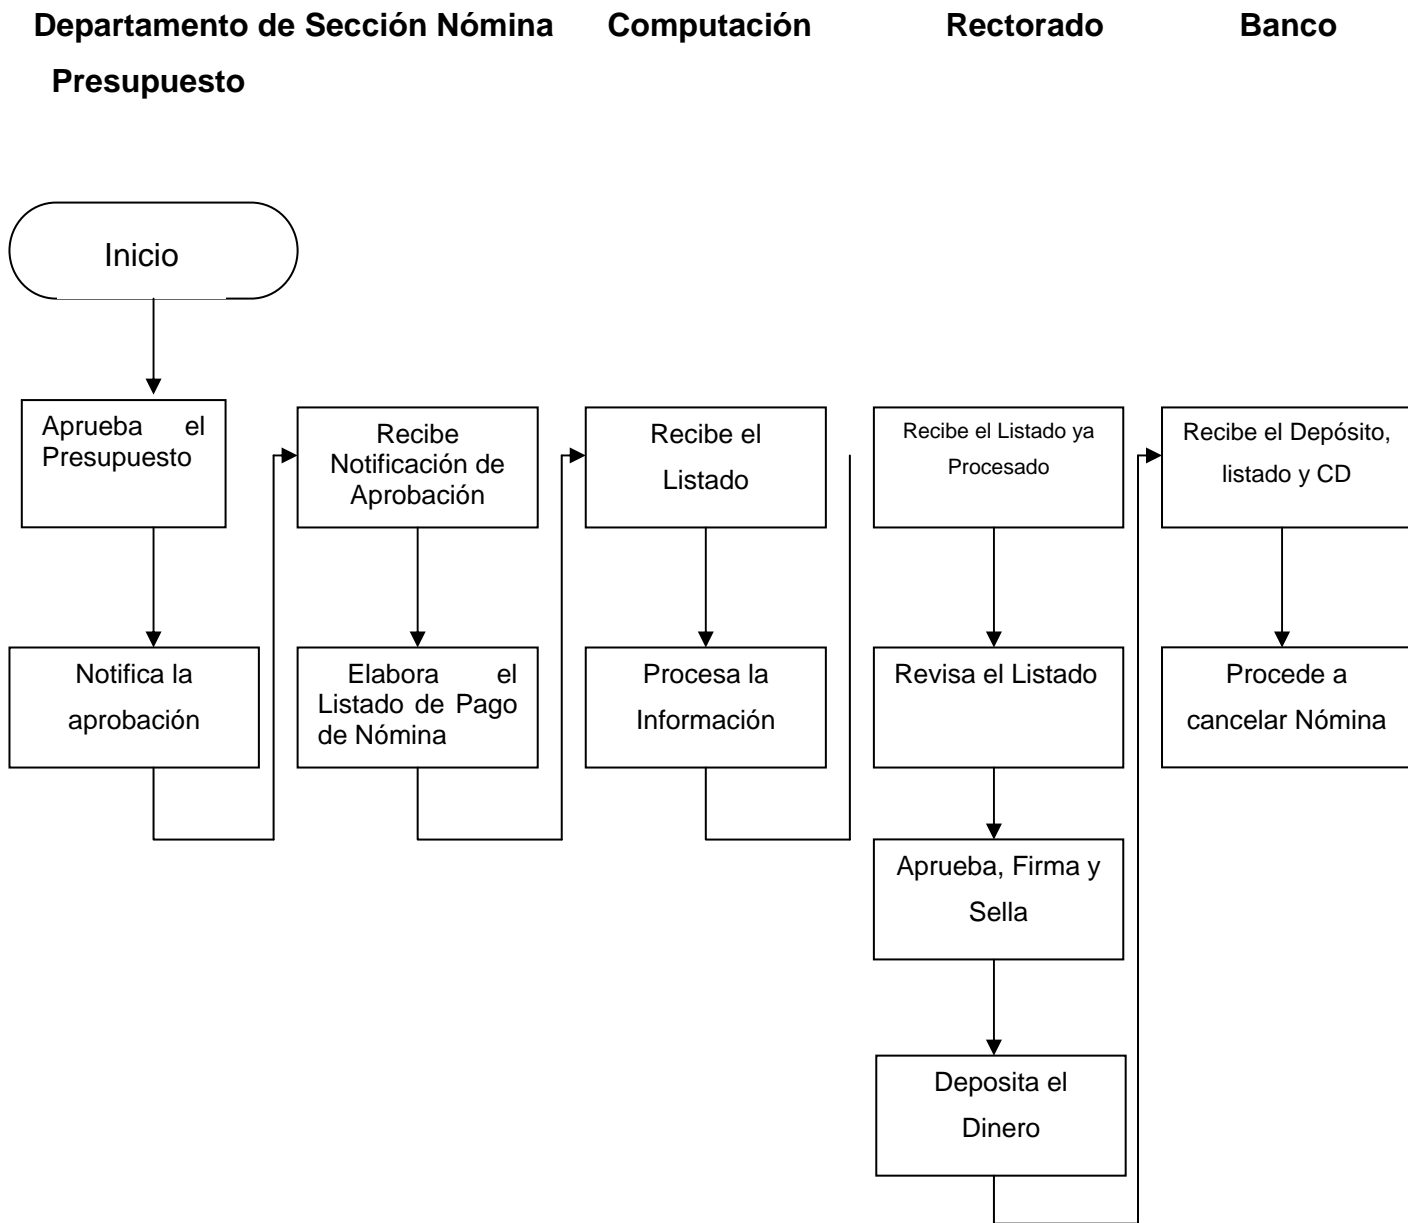 Departamento de Sección Nómina Computación Rectorado Banco
Presupuesto
Inicio
Aprueba el
Presupuesto
Notifica la
aprobación
Recibe
Notificación de
Aprobación
Elabora el
Listado de Pago
de Nómina
Recibe el
Listado
Procesa la
Información
Recibe el Listado ya
Procesado
Revisa el Listado
Aprueba, Firma y
Sella
Deposita el
Dinero
Recibe el Depósito,
listado y CD
Procede a
cancelar Nómina